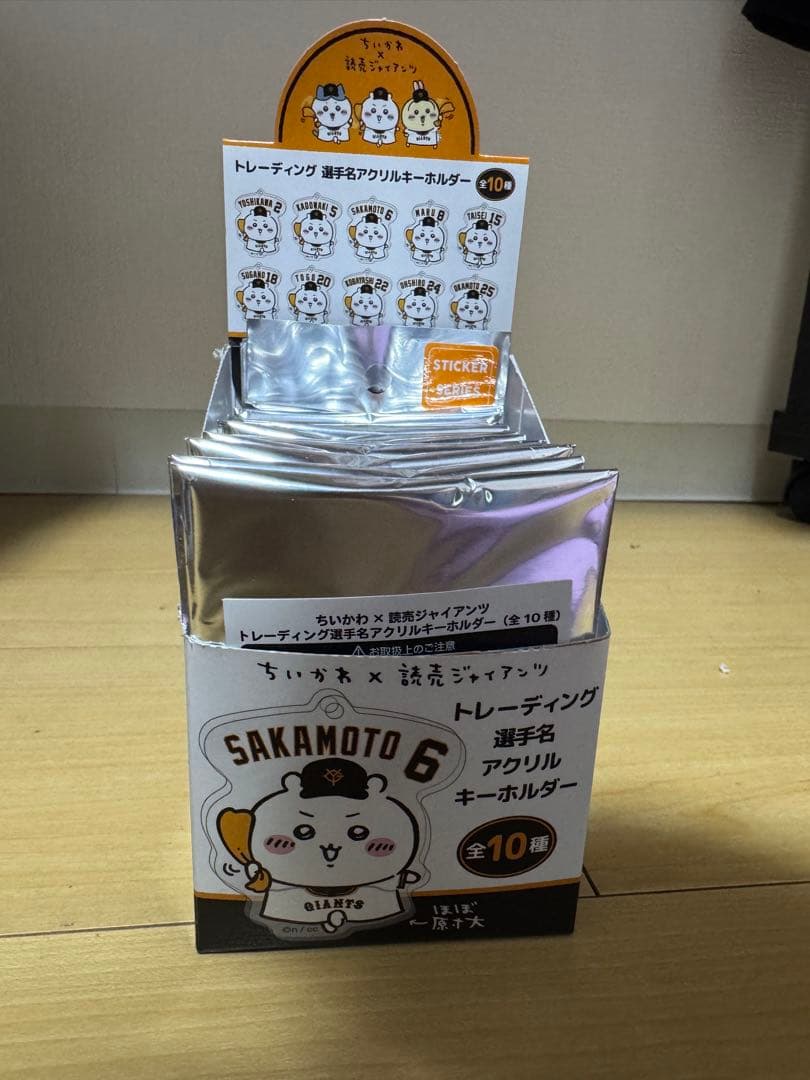 ちいかわ
×
読売ジャイアンツ
GIANTS GIANTS GIANTS
トレーディング 選手名アクリルキーホルダー 全10種
YOSHIKAWA 2 KADOWAKI 5 SAKAMOTO 6 MARU 8 TAISEI 15
SUGANO 18 TOGO 20 KOBAYASHI 22 OHSHIRO 24 OKAMOTO 25
STICKER
SERIES
ちいかわ×読売ジャイアンツ
トレーディング選手名アクリルキーホルダー（全10種）
お取扱上のご注意
ちいかわ×読売ジャイアンツ
トレーディング
選手名
アクリル
キーホルダー
全10種
SAKAMOTO 6
GIANTS
©n / cc
ほぼ
←原寸大